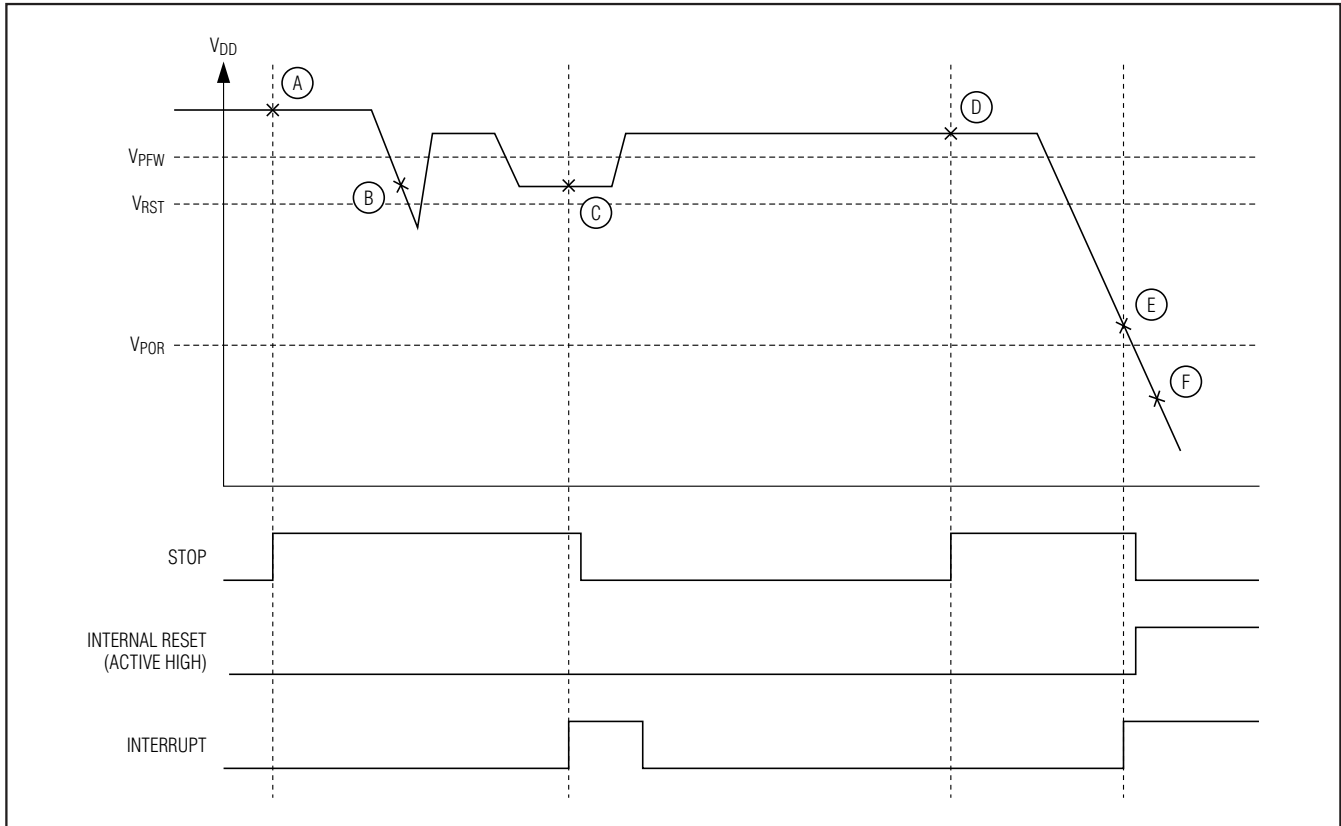 VDD
A
D
VPFW
B
VRST
C
E
VPOR
F
STOP
INTERNAL RESET
(ACTIVE HIGH)
INTERRUPT